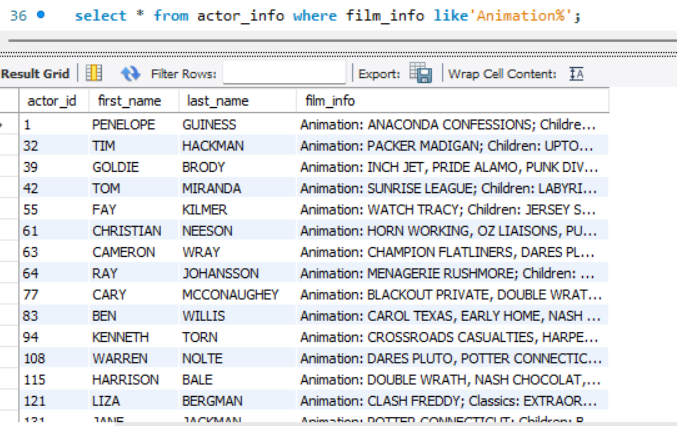 36 select * from actor_info where film_info like'Animation%';
Result Grid Filter Rows: Export: Wrap Cell Content: IA
actor_id first_name last_name film_info
1 PENELOPE GUINESS Animation: ANACONDA CONFESSIONS; Childre...
32 TIM HACKMAN Animation: PACKER MADIGAN; Children: UPTO...
39 GOLDIE BRODY Animation: INCH JET, PRIDE ALAMO, PUNK DIV...
42 TOM MIRANDA Animation: SUNRISE LEAGUE; Children: LABYRI...
55 FAY KILMER Animation: WATCH TRACY; Children: JERSEY S...
61 CHRISTIAN NEESON Animation: HORN WORKING, OZ LIAISONS, PU...
63 CAMERON WRAY Animation: CHAMPION FLATLINERS, DARES PL...
64 RAY JOHANSSON Animation: MENAGERIE RUSHMORE; Children: ...
77 CARY MCCONAUGHEY Animation: BLACKOUT PRIVATE, DOUBLE WRAT...
83 BEN WILLIS Animation: CAROL TEXAS, EARLY HOME, NASH ...
94 KENNETH TORN Animation: CROSSROADS CASUALTIES, HARPE...
108 WARREN NOLTE Animation: DARES PLUTO, POTTER CONNECTIC...
115 HARRISON BALE Animation: DOUBLE WRATH, NASH CHOCOLAT,...
121 LIZA BERGMAN Animation: CLASH FREDDY; Classics: EXTRAOR...
131 JANE JACKMAN Animation: POTTER CONNECTICUT; Children: B...